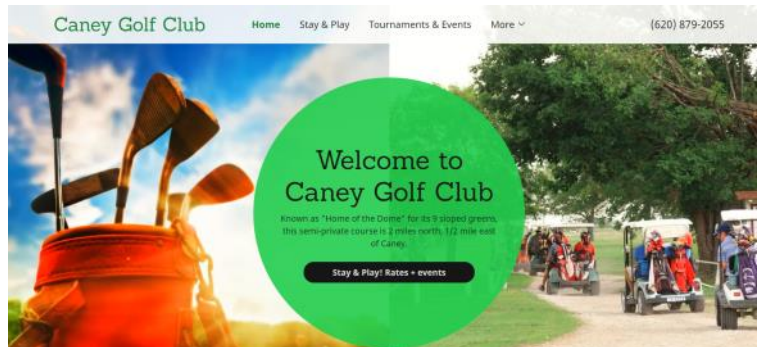 Caney Golf Club
Home Stay & Play Tournaments & Events More
(620) 879-2055
Welcome to
Caney Golf Club
Known as "Home of the Dome" for its 9 sloped greens,
this semi-private course is 2 miles north, 1/2 mile east
of Caney.
Stay & Play! Rates + events